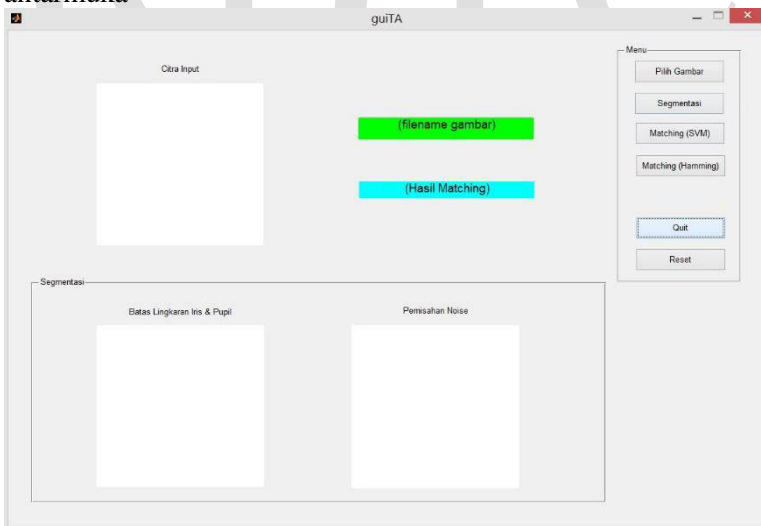 antarmuka
guiTA
Citra Input
(filename gambar)
(Hasil Matching)
Menu
Pilih Gambar
Segmentasi
Matching (SVM)
Matching (Hamming)
Quit
Reset
Segmentasi
Batas Lingkaran Iris & Pupil
Pemisahan Noise